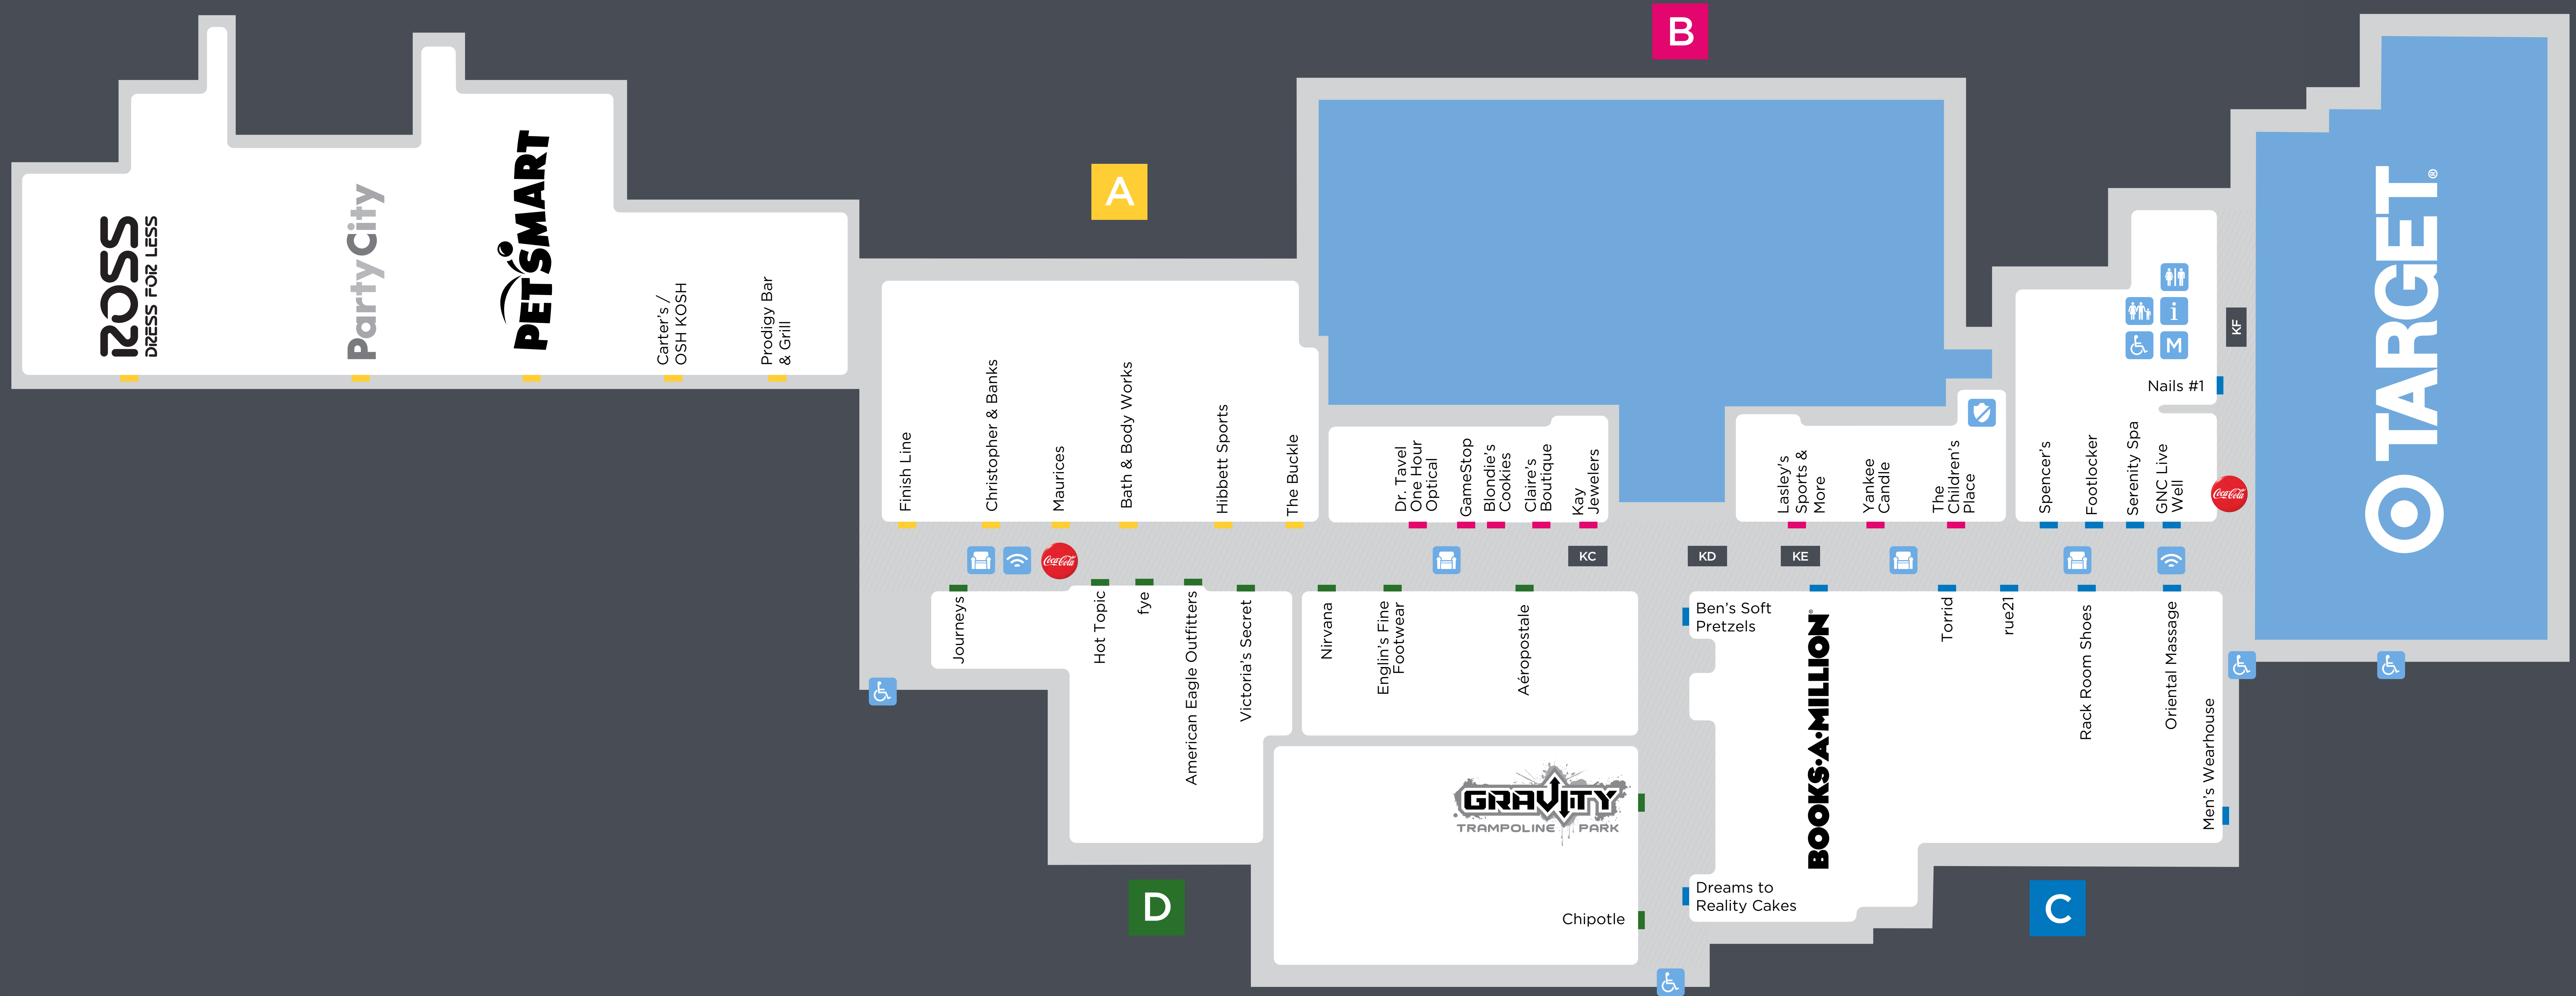 B
A
ROSS
DRESS FOR LESS
PartyCity
PETSMART
Carter's /
OSH KOSH
Prodigy Bar
& Grill
Finish Line
Christopher & Banks
Maurices
Bath & Body Works
Hibbett Sports
The Buckle
Dr. Tavel
One Hour
Optical
GameStop
Blondie's
Cookies
Claire's
Boutique
Kay
Jewelers
Lasley's
Sports &
More
Yankee
Candle
The
Children's
Place
Spencer's
Footlocker
Serenity Spa
GNC Live
Well
i
M
KF
Nails #1
TARGET®
Coca-Cola
Coca-Cola
KC
KD
KE
Journeys
Hot Topic
fye
American Eagle Outfitters
Victoria's Secret
Nirvana
Englin's Fine
Footwear
Aéropostale
Ben's Soft
Pretzels
BOOKS•A•MILLION®
Torrid
rue21
Rack Room Shoes
Oriental Massage
Men's Wearhouse
GRAVITY
TRAMPOLINE PARK
Chipotle
Dreams to
Reality Cakes
D
C